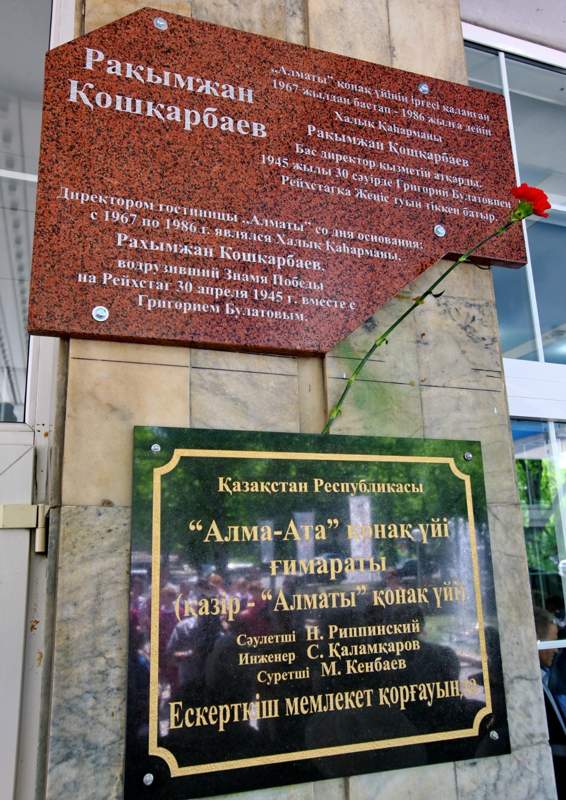 Рақымжан
Қошқарбаев
„Алматы“ қонақ үйінің іргесі қаланған
1967 жылдан бастап - 1986 жылға дейін
Халық Қаһарманы
Рақымжан Қошқарбаев
Бас директор қызметін атқарды.
1945 жылы 30 сәуірде Григорий Булатовпен
Рейхстагқа Жеңіс туын тіккен батыр.
Директором гостиницы „Алматы“ со дня основания:
с 1967 по 1986 г. являлся Халық Қаһарманы.
Рахымжан Кошкарбаев,
водрузивший Знамя Победы
на Рейхстаг 30 апреля 1945 г. вместе с
Григорием Булатовым.
Қазақстан Республикасы
“Алма-Ата” қонақ үйі
ғимараты
(қазір - “Алматы” қонақ үйі)
Сәулетші Н. Риппинский
Инженер С. Қаламқаров
Суретші М. Кенбаев
Ескерткіш мемлекет қорғауында